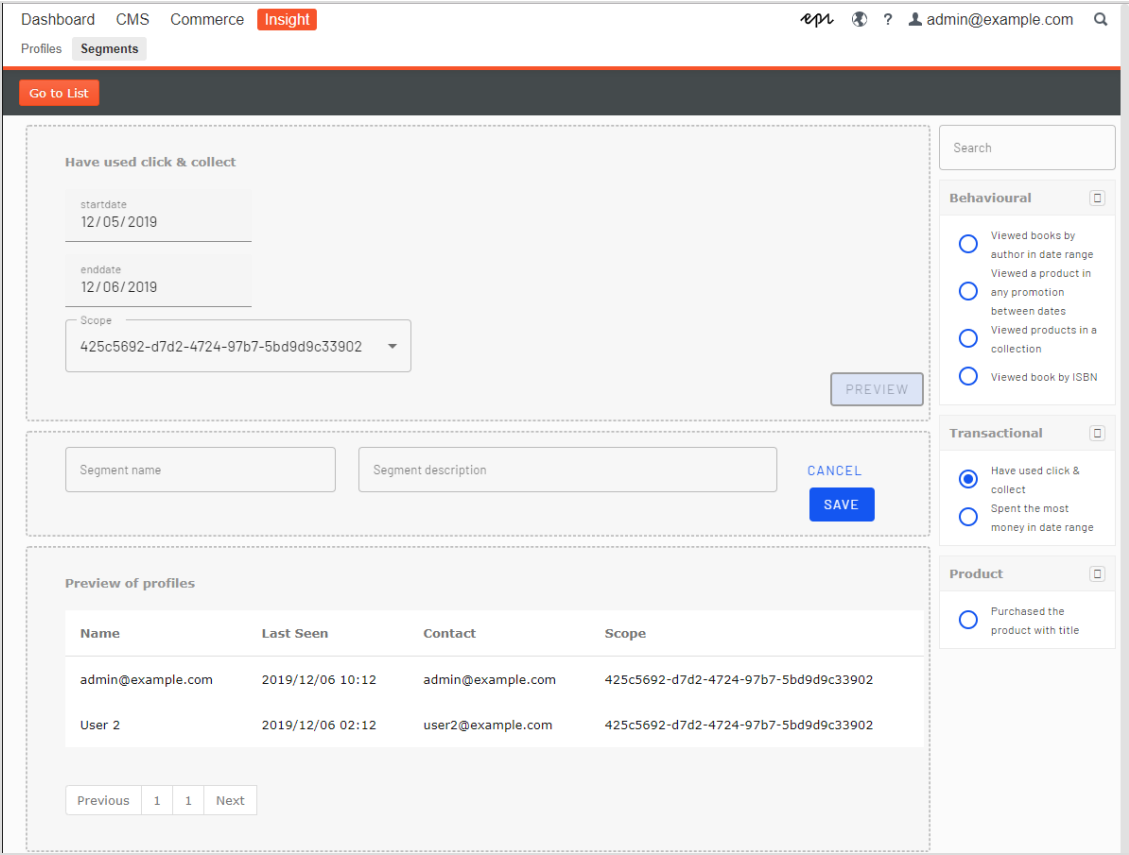 Dashboard CMS Commerce Insight epi ? admin@example.com
Profiles Segments
Go to List
Have used click & collect
startdate
12/05/2019
enddate
12/06/2019
Scope
425c5692-d7d2-4724-97b7-5bd9d9c33902
PREVIEW
Segment name Segment description CANCEL
SAVE
Preview of profiles
Name Last Seen Contact Scope
admin@example.com 2019/12/06 10:12 admin@example.com 425c5692-d7d2-4724-97b7-5bd9d9c33902
User 2 2019/12/06 02:12 user2@example.com 425c5692-d7d2-4724-97b7-5bd9d9c33902
Previous 1 1 Next
Search
Behavioural
Viewed books by
author in date range
Viewed a product in
any promotion
between dates
Viewed products in a
collection
Viewed book by ISBN
Transactional
Have used click &
collect
Spent the most
money in date range
Product
Purchased the
product with title